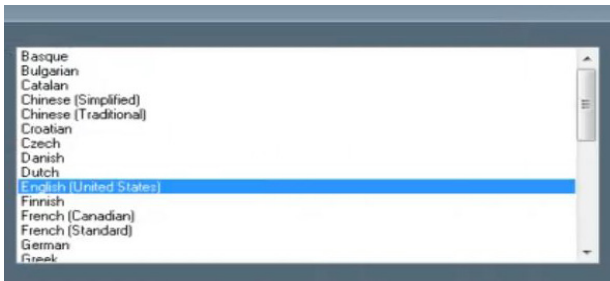 Basque
Bulgarian
Catalan
Chinese (Simplified)
Chinese (Traditional)
Croatian
Czech
Danish
Dutch
English (United States)
Finnish
French (Canadian)
French (Standard)
German
Greek